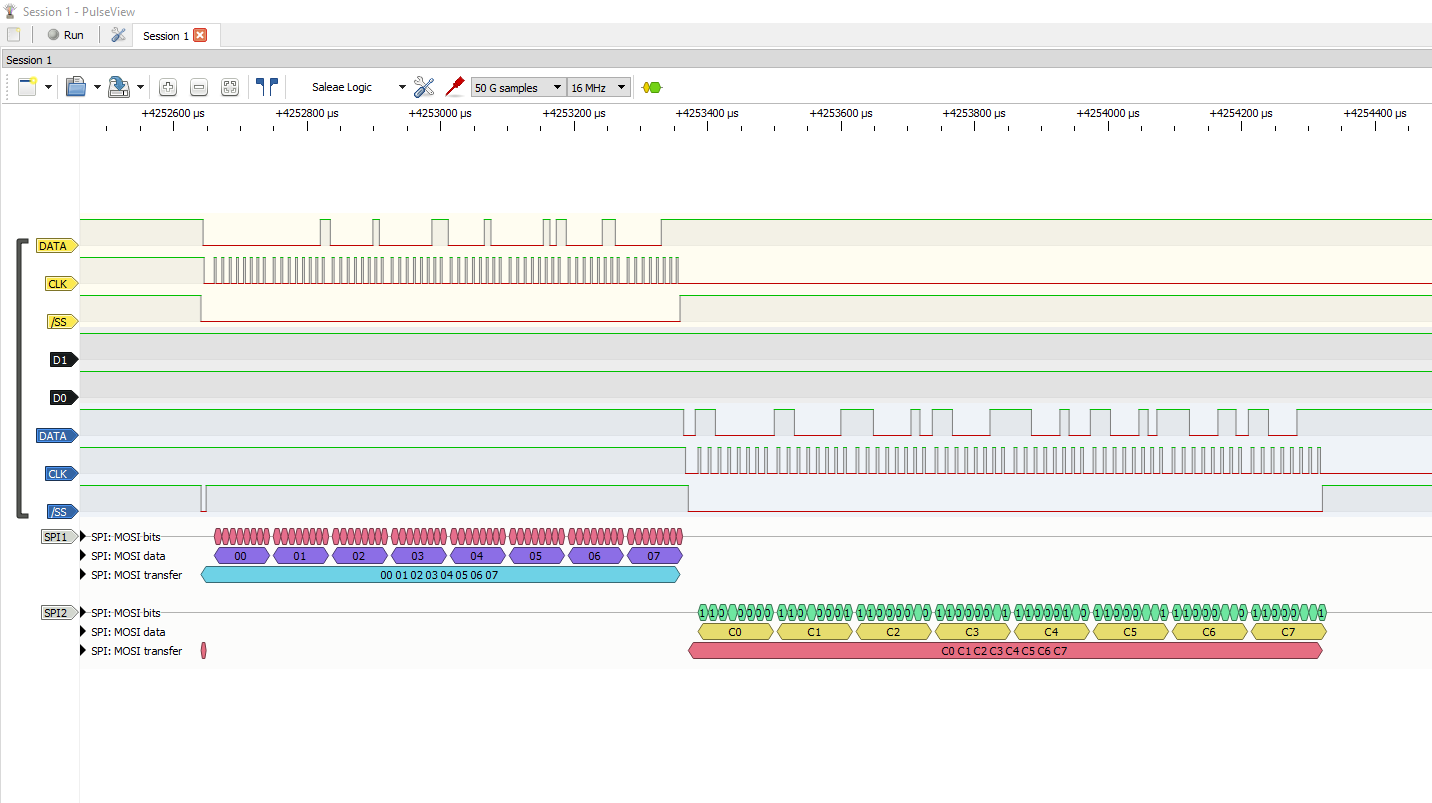 Session 1 - PulseView
Run
Session 1
Session 1
Saleae Logic
50 G samples
16 MHz
+4252600 µs +4252800 µs +4253000 µs +4253200 µs +4253400 µs +4253600 µs +4253800 µs +4254000 µs +4254200 µs +4254400 µs
DATA
CLK
/SS
D1
D0
DATA
CLK
/SS
SPI1 SPI: MOSI bits
SPI: MOSI data 00 01 02 03 04 05 06 07
SPI: MOSI transfer 00 01 02 03 04 05 06 07
SPI2 SPI: MOSI bits
SPI: MOSI data C0 C1 C2 C3 C4 C5 C6 C7
SPI: MOSI transfer C0 C1 C2 C3 C4 C5 C6 C7